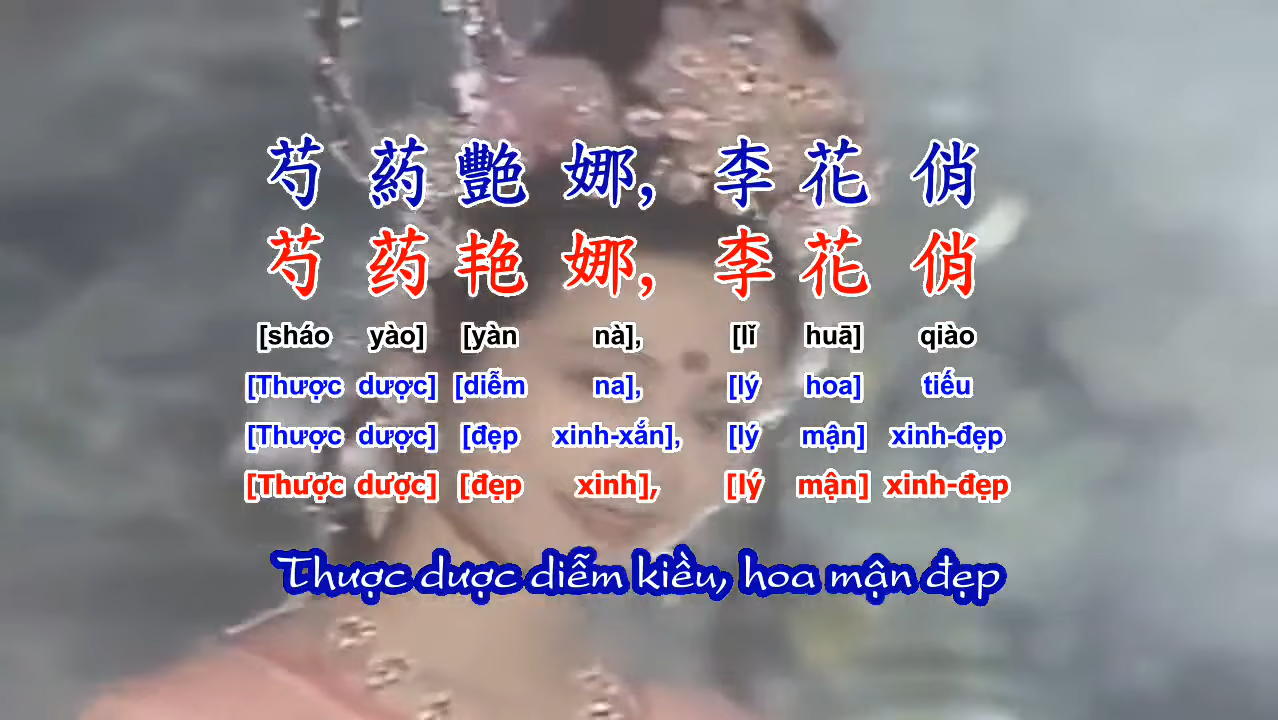 芍葯艷娜, 李花俏
芍药艳娜, 李花俏
[sháo yào] [yàn nà], [lǐ huā] qiào
[Thược dược] [diễm na], [lý hoa] tiếu
[Thược dược] [đẹp xinh-xắn], [lý mận] xinh-đẹp
[Thược dược] [đẹp xinh], [lý mận] xinh-đẹp
Thược dược diễm kiều, hoa mận đẹp